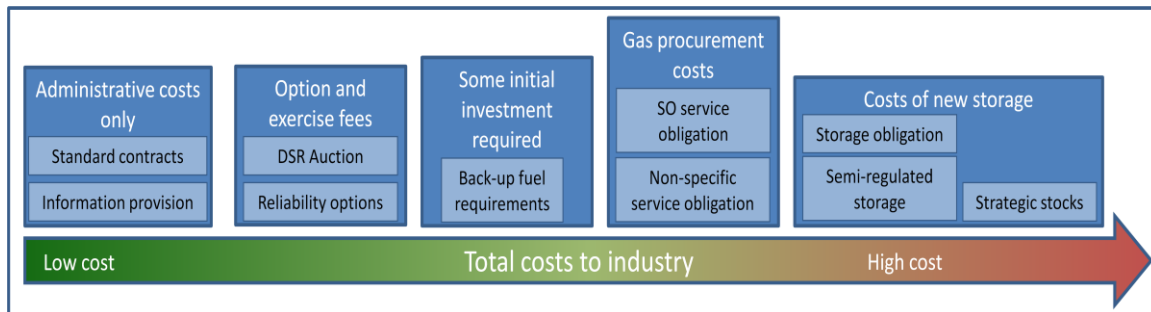 Administrative costs
only
Standard contracts
Information provision
Option and
exercise fees
DSR Auction
Reliability options
Some initial
investment
required
Back-up fuel
requirements
Gas procurement
costs
SO service
obligation
Non-specific
service obligation
Costs of new storage
Storage obligation
Semi-regulated
storage
Strategic stocks
Low cost
Total costs to industry
High cost